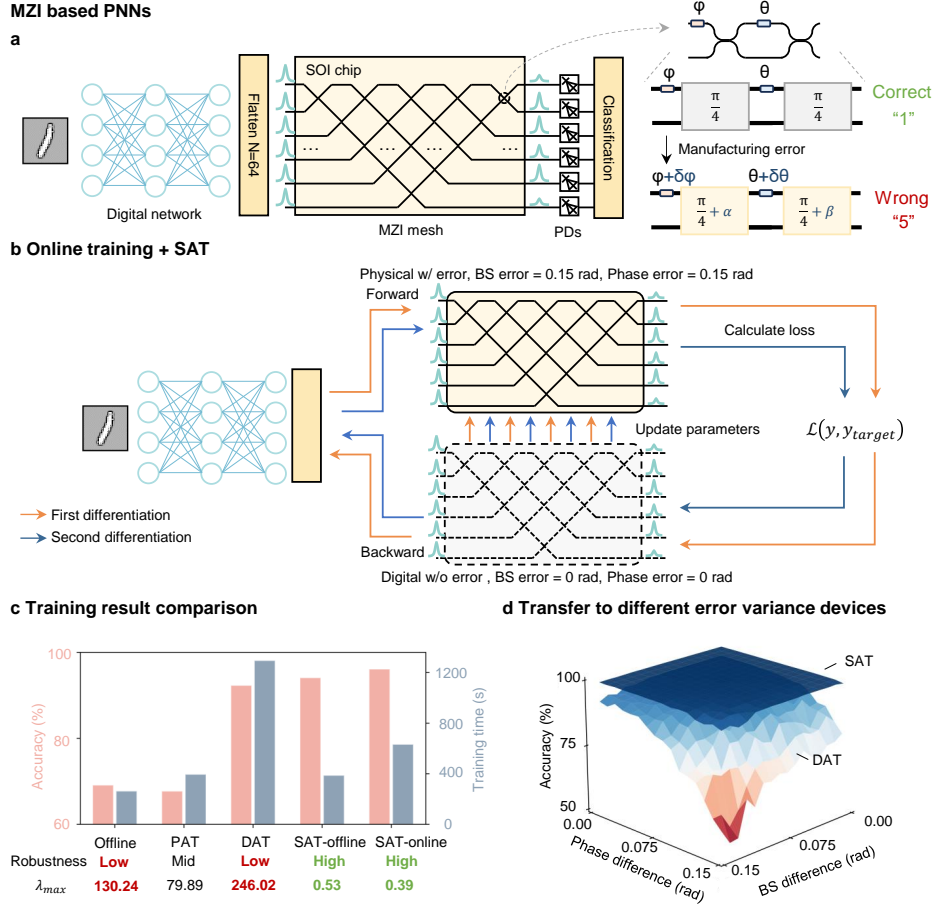 MZI based PNNs
a
φ
θ
SOI chip
Flatten N=64
...
...
...
Classification
Digital network
MZI mesh
PDs
φ
θ
π/4
π/4
Correct
“1”
Manufacturing error
φ+δφ
θ+δθ
π/4 + α
π/4 + β
Wrong
“5”
b Online training + SAT
Physical w/ error, BS error = 0.15 rad, Phase error = 0.15 rad
Forward
Calculate loss
Update parameters
ℒ(y, y_target)
First differentiation
Second differentiation
Backward
Digital w/o error , BS error = 0 rad, Phase error = 0 rad
c Training result comparison
100
80
60
Accuracy (%)
1200
800
400
0
Training time (s)
Offline PAT DAT SAT-offline SAT-online
Robustness Low Mid Low High High
λ_max 130.24 79.89 246.02 0.53 0.39
d Transfer to different error variance devices
SAT
DAT
100
75
50
Accuracy (%)
0.00
0.075
0.15
Phase difference (rad)
0.00
0.075
0.15
BS difference (rad)